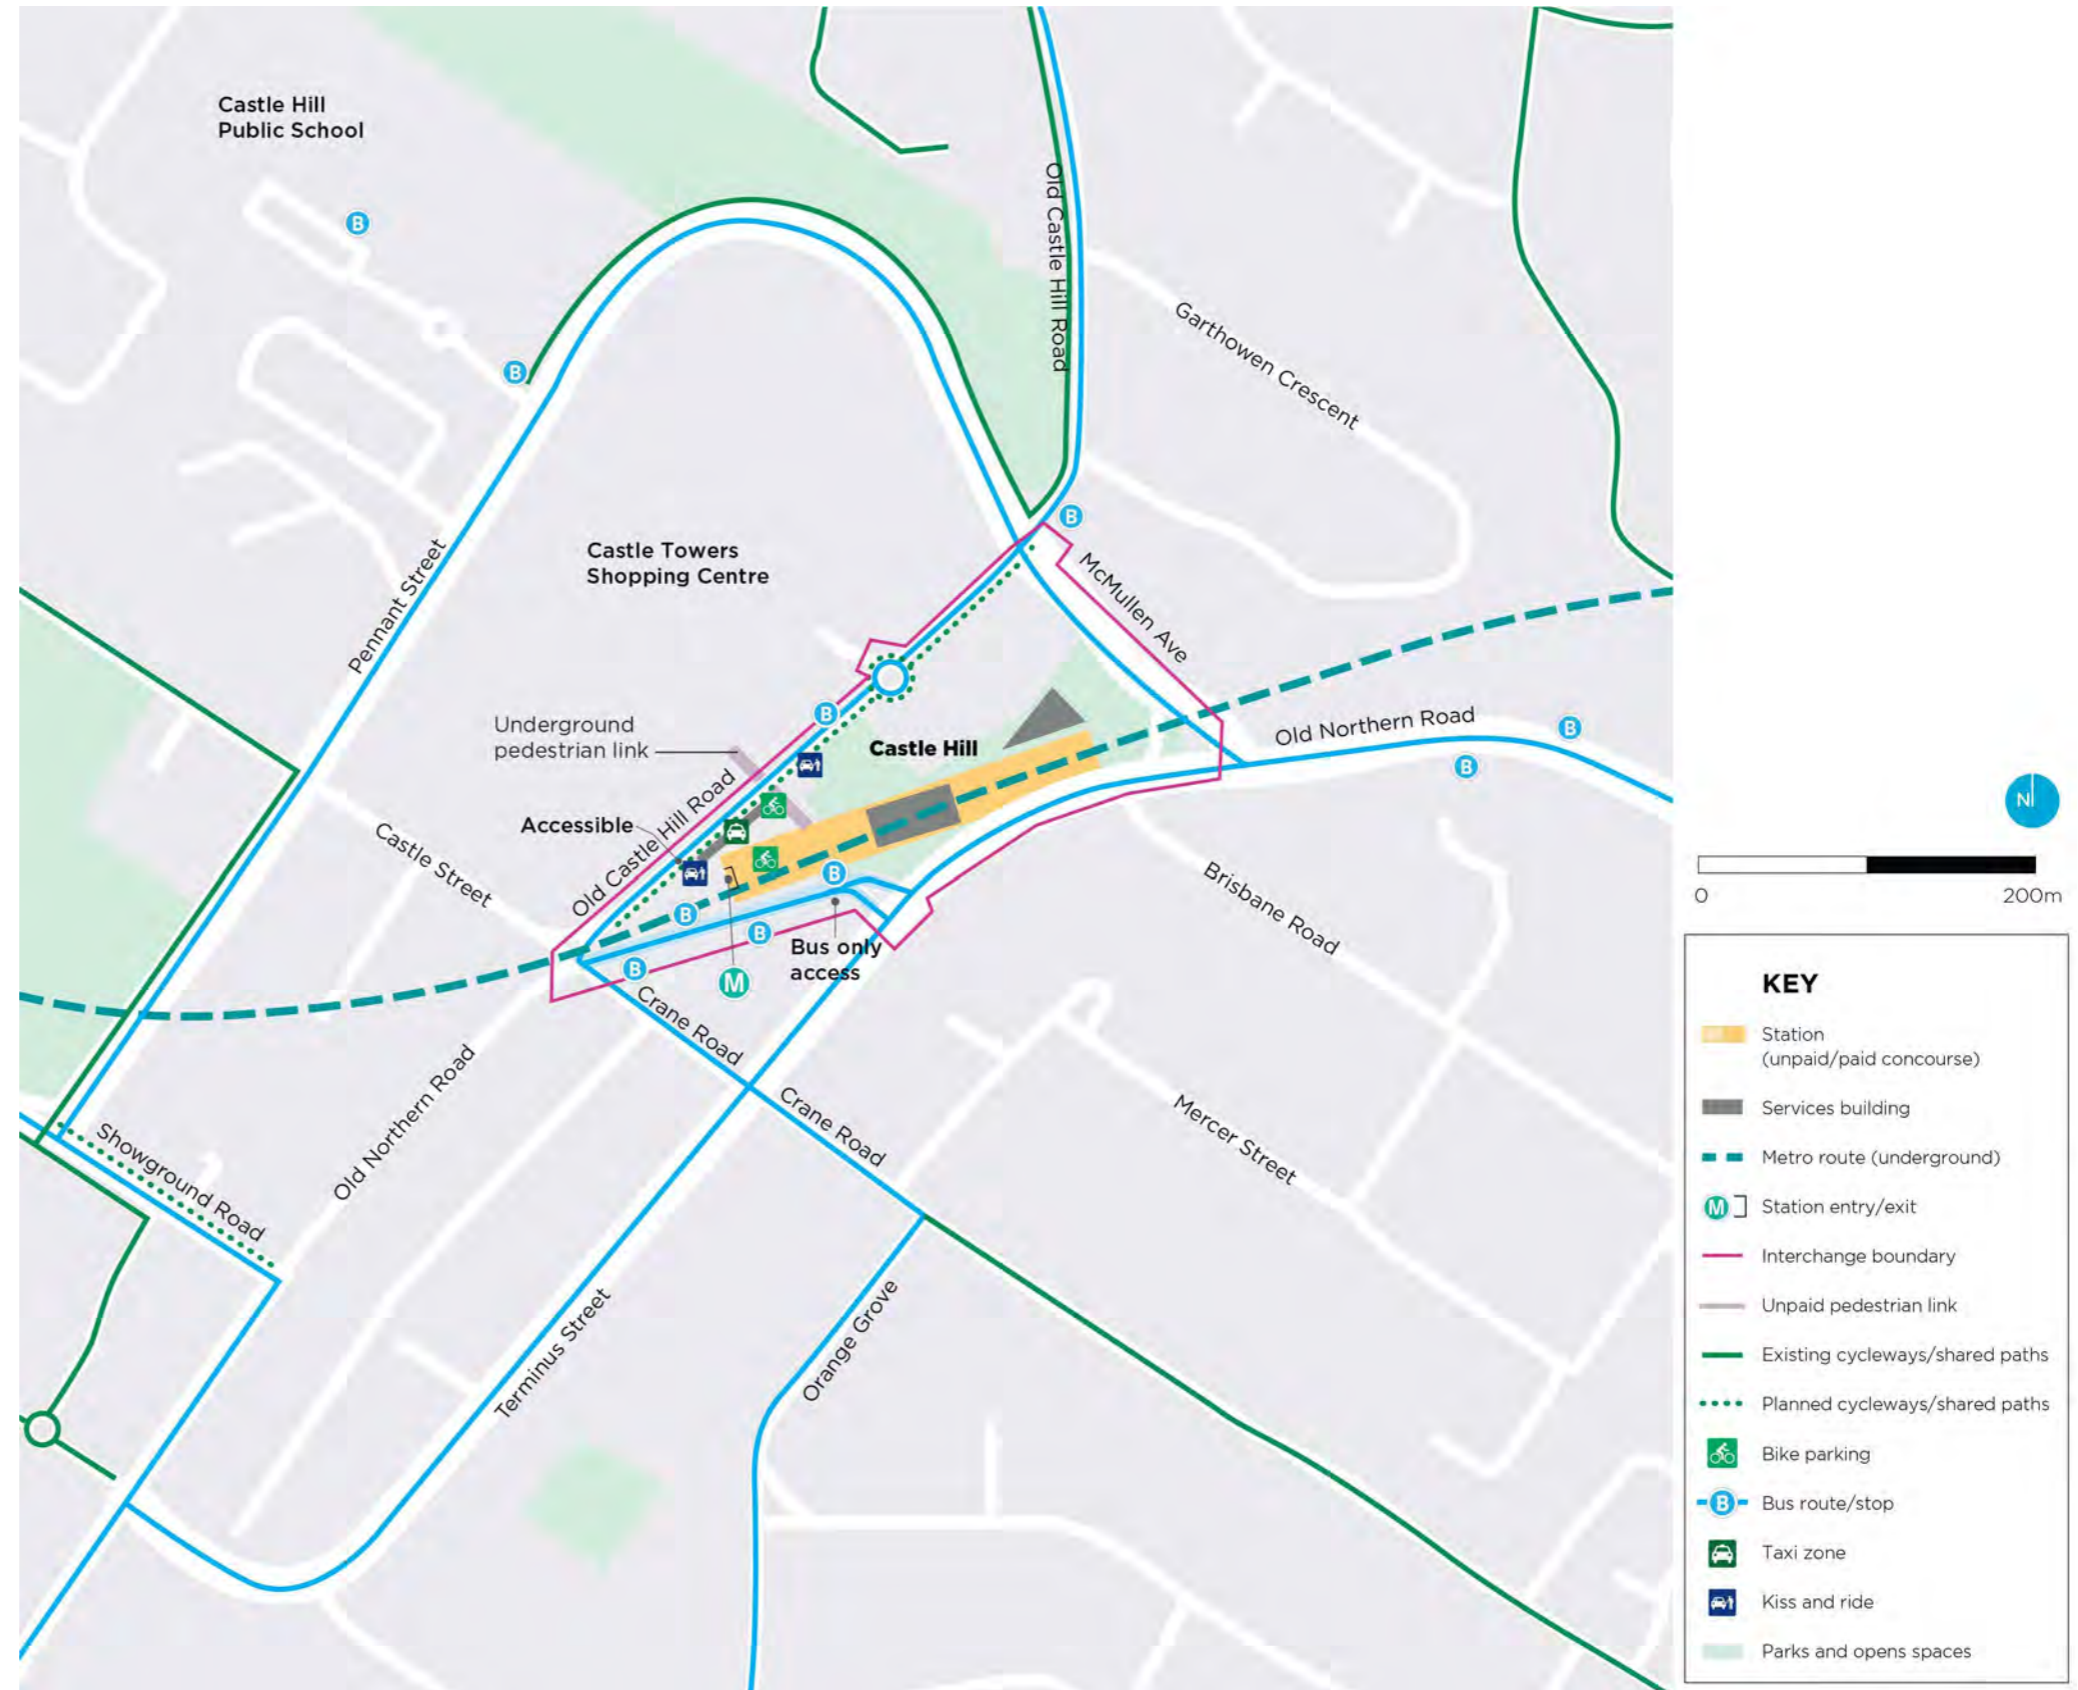 Castle Hill
Public School
B
B
Old Castle Hill Road
Garthowen Crescent
B
Castle Towers
Shopping Centre
McMullen Ave
Pennant Street
B
Underground
pedestrian link
Castle Hill
Old Northern Road
B
B
Accessible
Old Castle Hill Road
Castle Street
B
B
B
B
Bus only
access
M
Brisbane Road
Crane Road
Crane Road
Mercer Street
Old Northern Road
Showground Road
Terminus Street
Orange Grove
N
0
200m
KEY
Station
(unpaid/paid concourse)
Services building
Metro route (underground)
M
Station entry/exit
Interchange boundary
Unpaid pedestrian link
Existing cycleways/shared paths
Planned cycleways/shared paths
Bike parking
B
Bus route/stop
Taxi zone
Kiss and ride
Parks and opens spaces